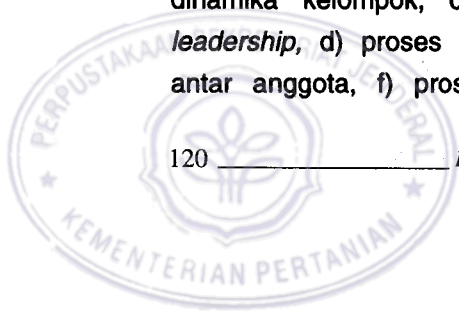 dinamika kelompok,
leadership, d) proses
antar anggota, f) pros
120
PERPUSTAKAAN
KEMENTERIAN PERTANIAN